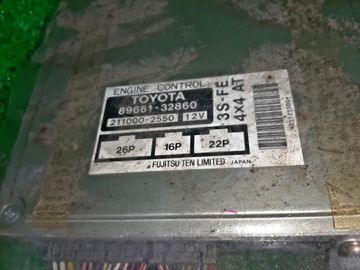 ENGINE CONTROL
TOYOTA
89661-32860
211000-2550 12V
3S-FE
4X4 AT
26P 16P 22P
FUJITSU TEN LIMITED JAPAN